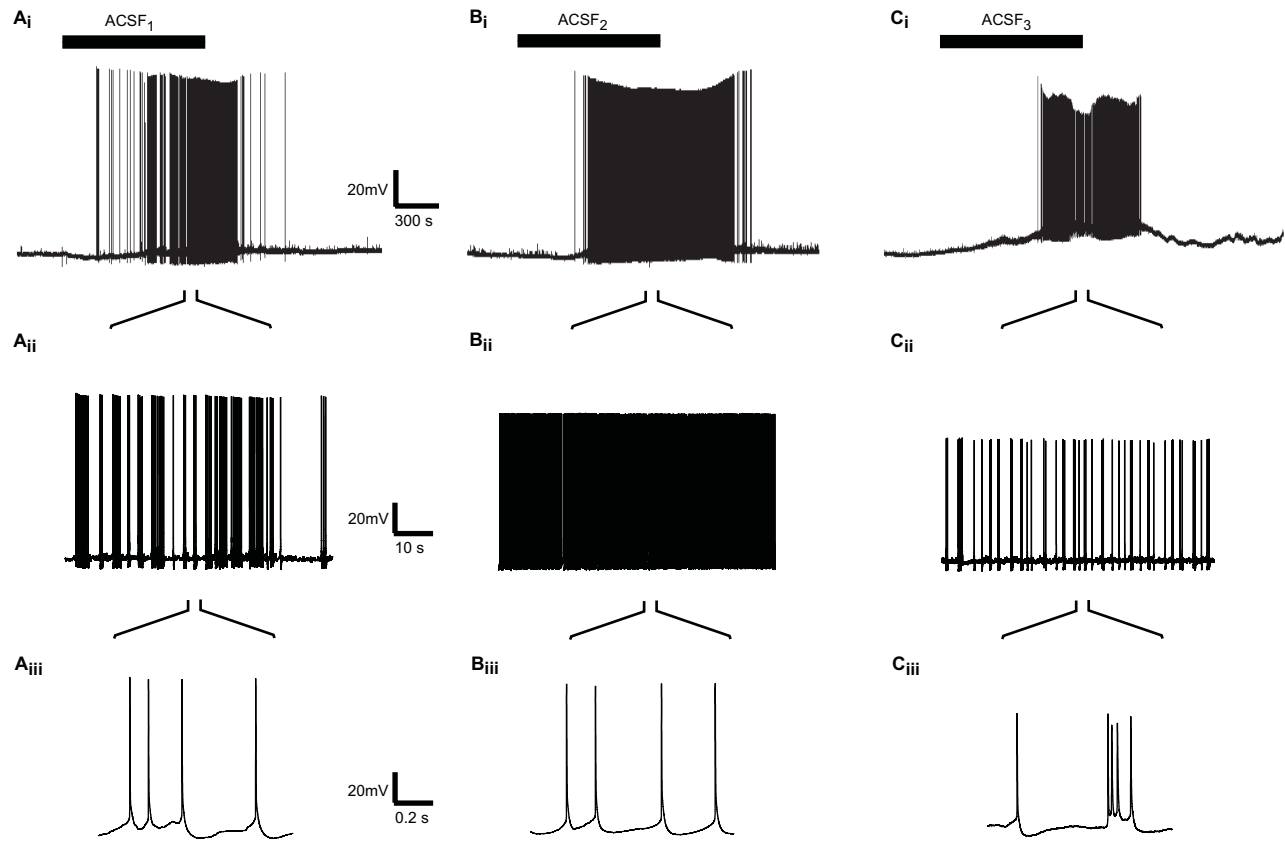 Ai
ACSF1
Bi
ACSF2
Ci
ACSF3
20mV
300 s
Aii
Bii
Cii
20mV
10 s
Aiii
Biii
Ciii
20mV
0.2 s